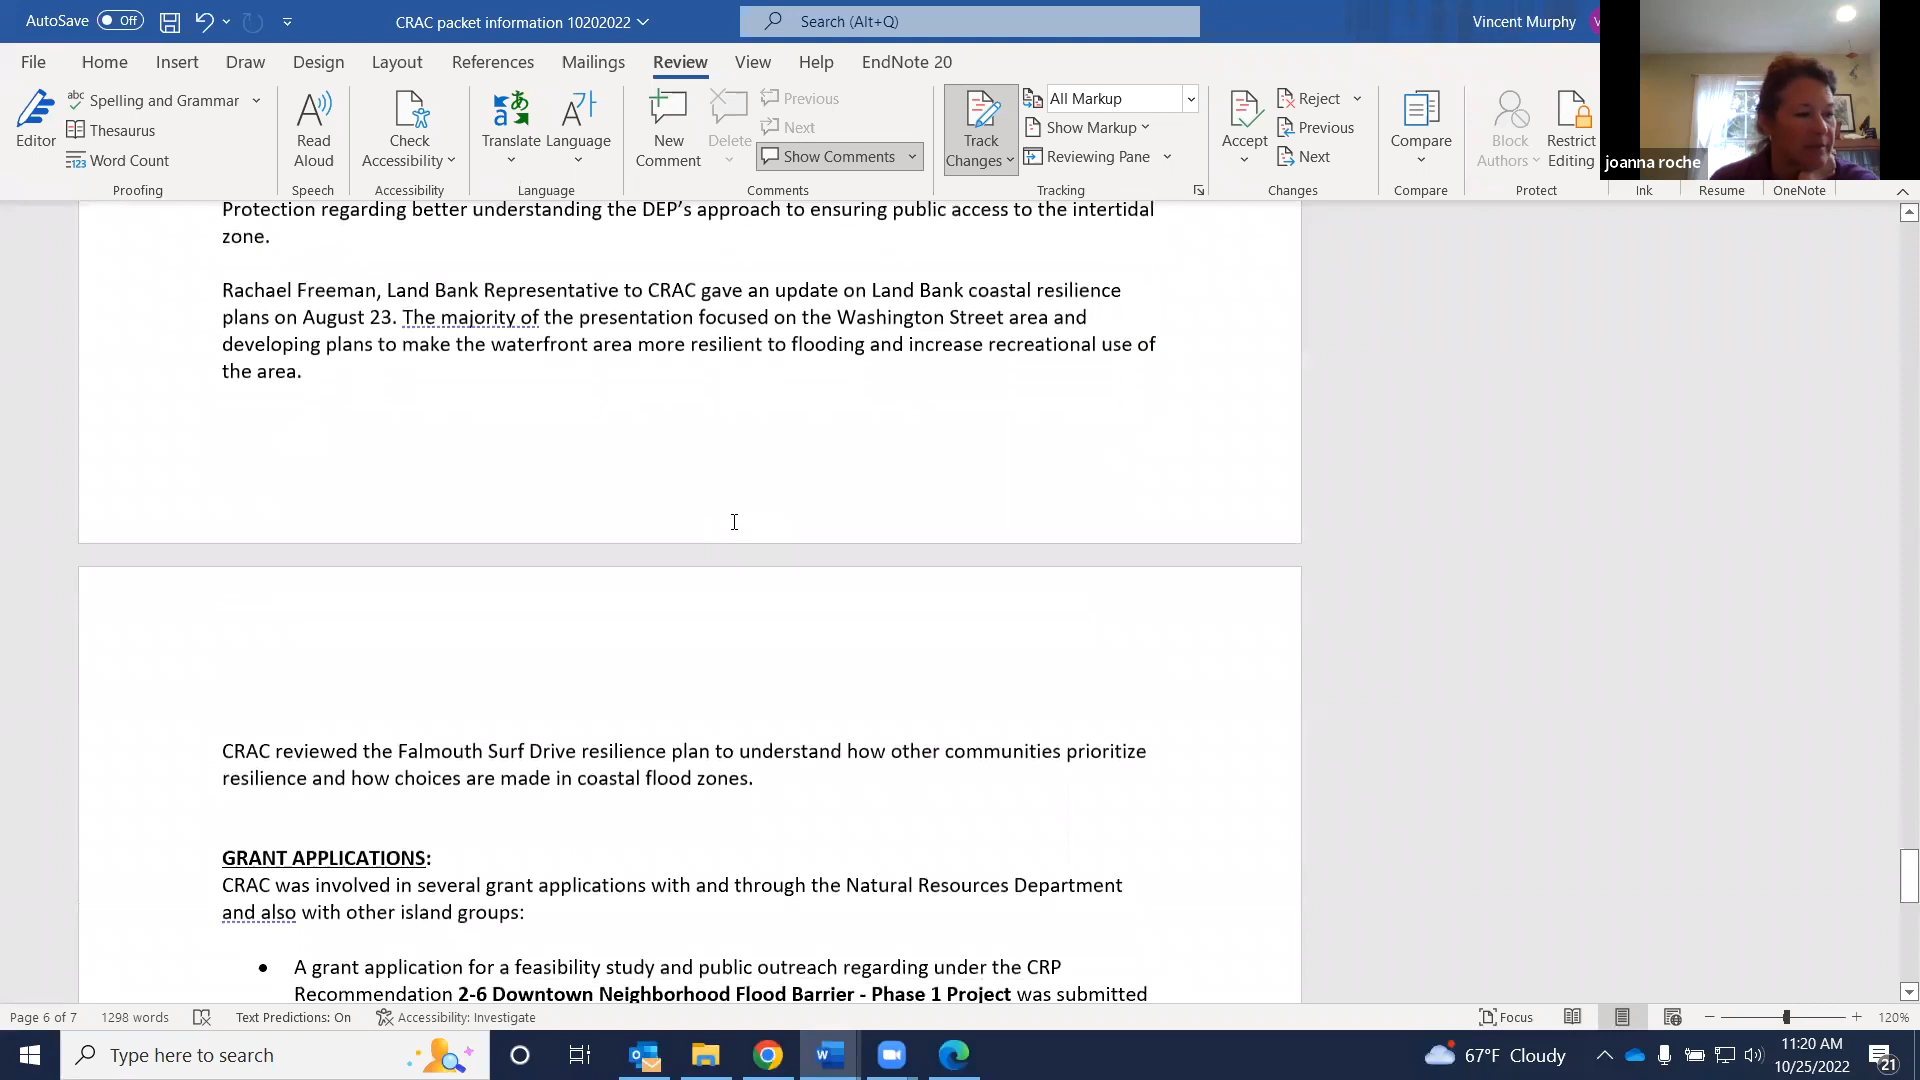 AutoSave Off
CRAC packet information 10202022
Search (Alt+Q)
Vincent Murphy
File Home Insert Draw Design Layout References Mailings Review View Help EndNote 20
Editor
abc Spelling and Grammar
Thesaurus
123 Word Count
Proofing
Read Aloud
Speech
Check Accessibility
Accessibility
Translate
Language
Language
New Comment
Delete
Previous
Next
Show Comments
Comments
Track Changes
All Markup
Show Markup
Reviewing Pane
Tracking
Accept
Reject
Previous
Next
Changes
Compare
Compare
Block Authors
Restrict Editing
Protect
Ink
Resume
OneNote
joanna roche
Protection regarding better understanding the DEP's approach to ensuring public access to the intertidal
zone.
Rachael Freeman, Land Bank Representative to CRAC gave an update on Land Bank coastal resilience
plans on August 23. The majority of the presentation focused on the Washington Street area and
developing plans to make the waterfront area more resilient to flooding and increase recreational use of
the area.
CRAC reviewed the Falmouth Surf Drive resilience plan to understand how other communities prioritize
resilience and how choices are made in coastal flood zones.
GRANT APPLICATIONS:
CRAC was involved in several grant applications with and through the Natural Resources Department
and also with other island groups:
• A grant application for a feasibility study and public outreach regarding under the CRP
Recommendation 2-6 Downtown Neighborhood Flood Barrier - Phase 1 Project was submitted
Page 6 of 7 1298 words Text Predictions: On Accessibility: Investigate Focus 120%
Type here to search
67°F Cloudy
11:20 AM
10/25/2022
21